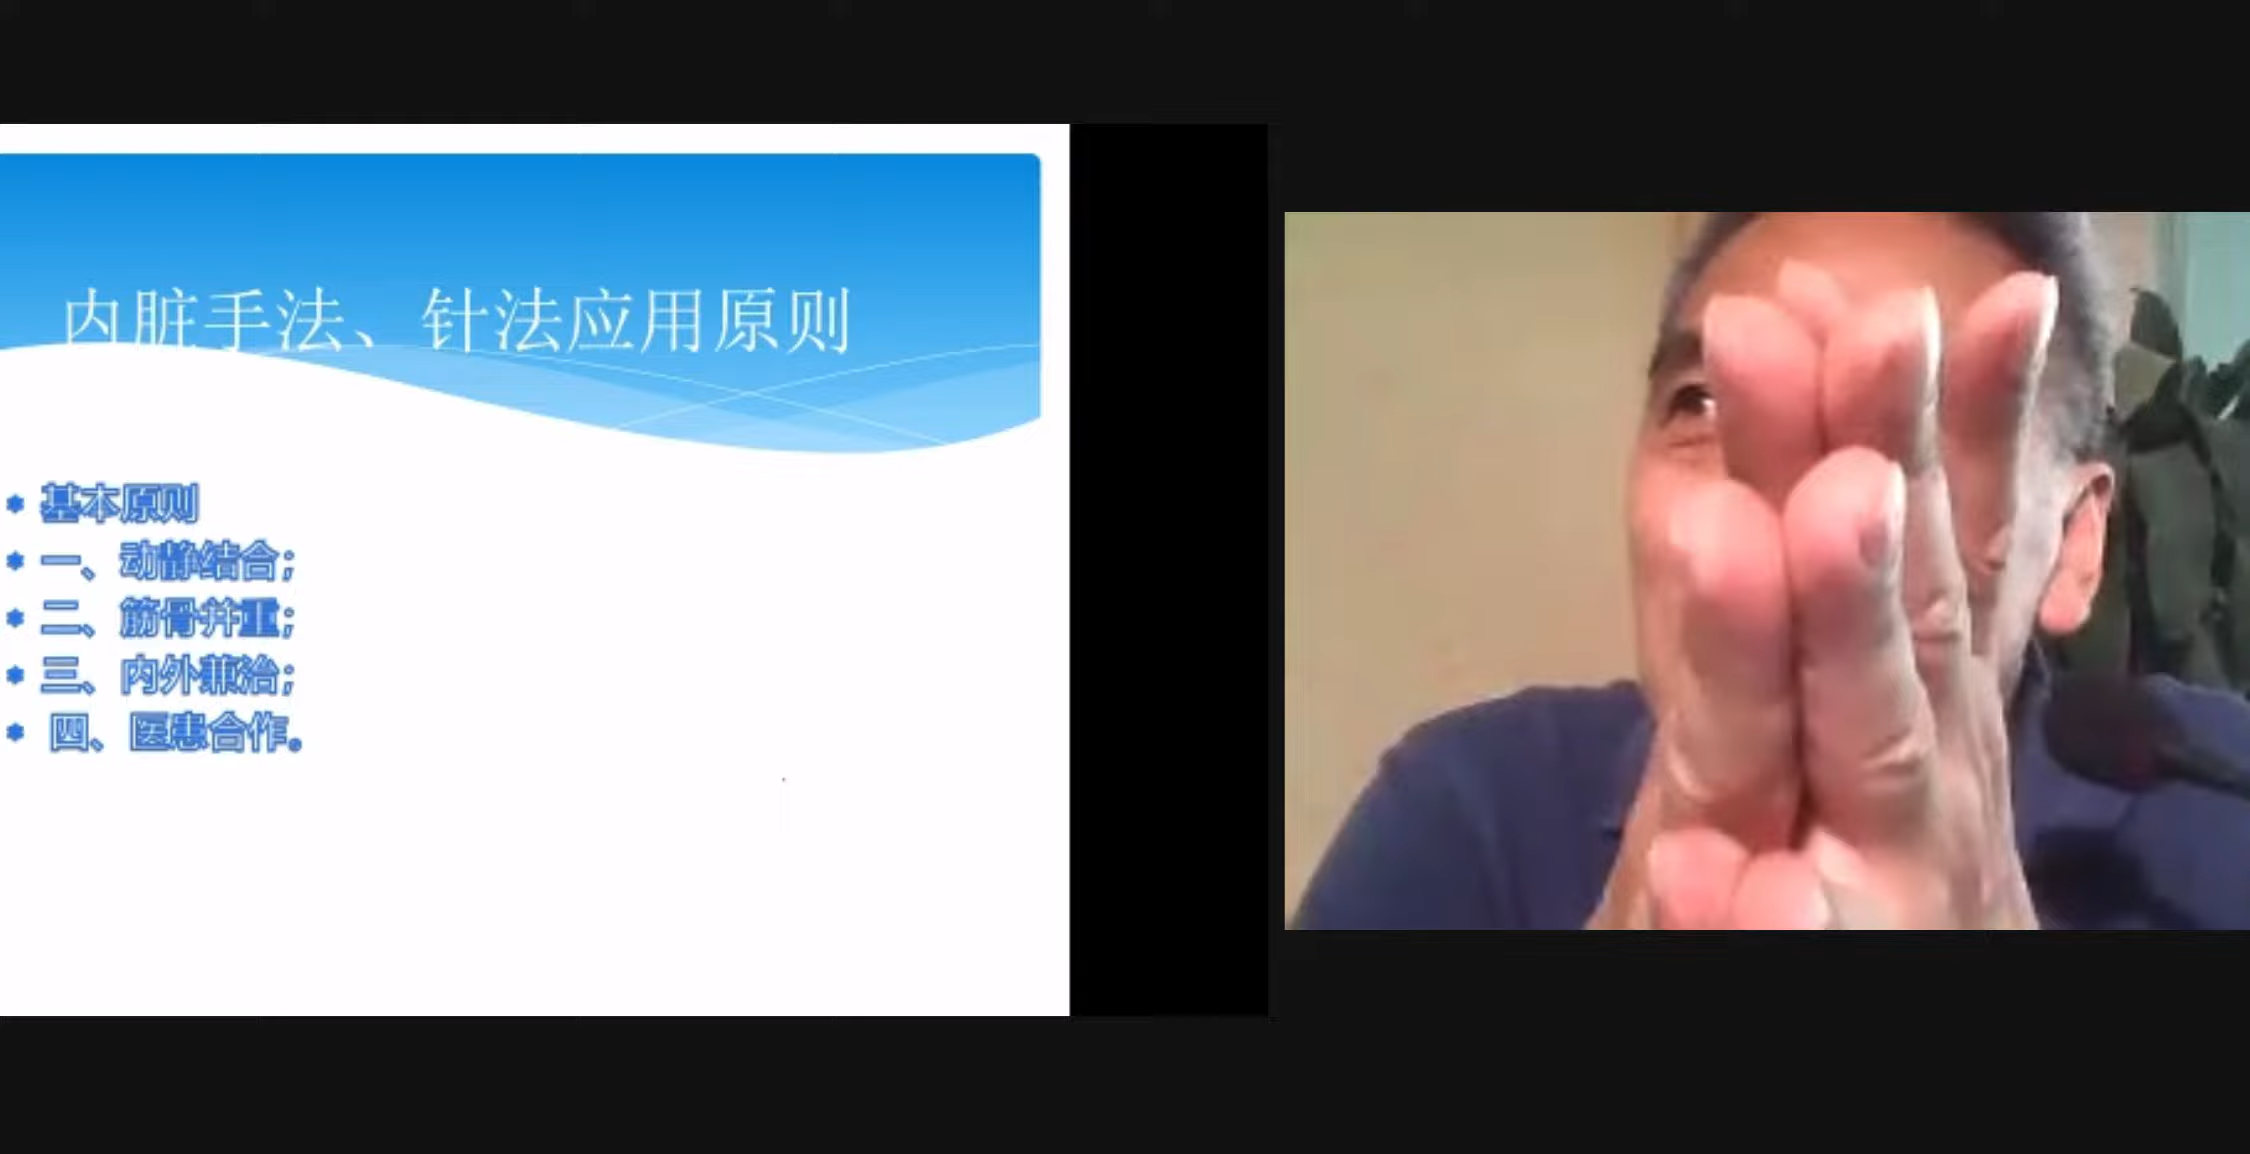 内脏手法、针法应用原则
基本原则
一、动静结合；
二、筋骨并重；
三、内外兼治；
四、医患合作。